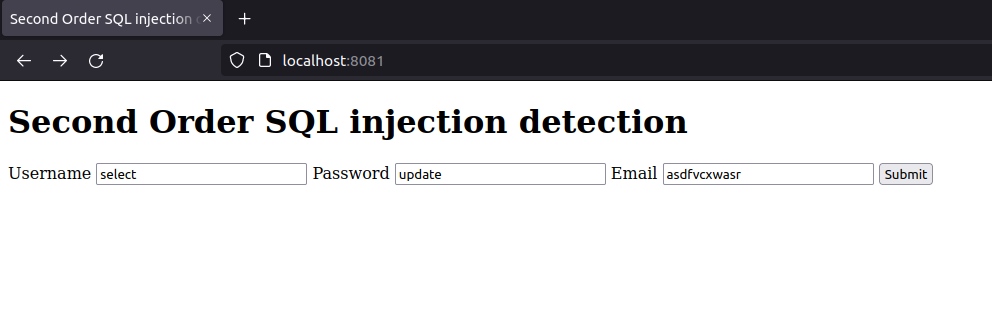 Second Order SQL injection
localhost:8081
Second Order SQL injection detection
Username select Password update Email asdfvcxwasr Submit